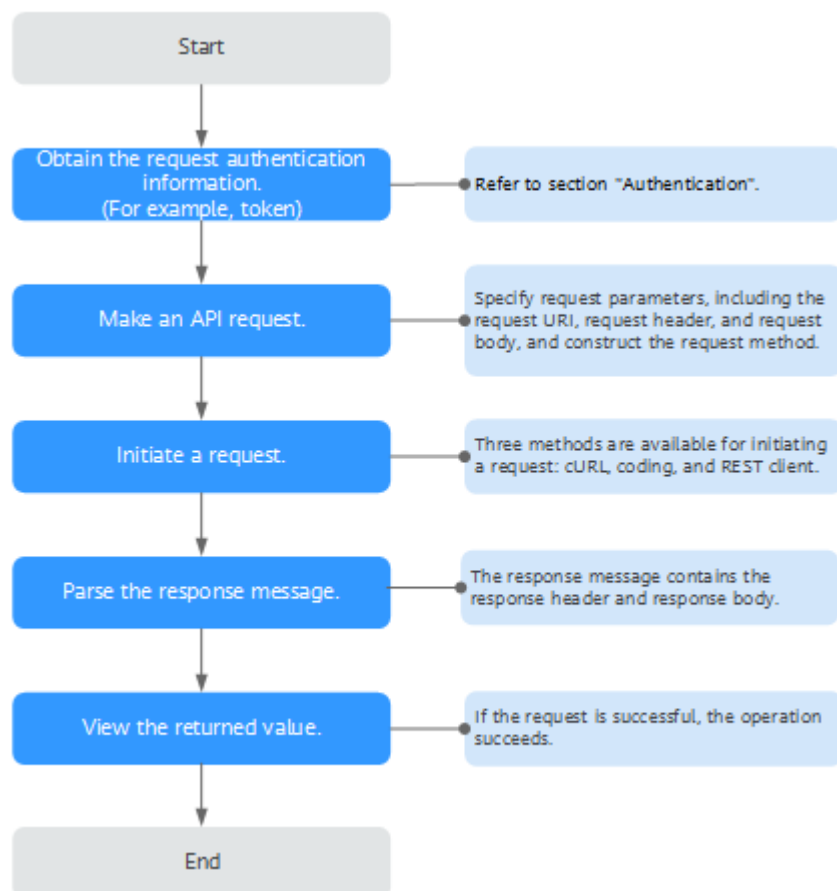 Start
Obtain the request authentication
information.
(For example, token)
Refer to section "Authentication".
Make an API request.
Specify request parameters, including the
request URI, request header, and request
body, and construct the request method.
Initiate a request.
Three methods are available for initiating
a request: cURL, coding, and REST client.
Parse the response message.
The response message contains the
response header and response body.
View the returned value.
If the request is successful, the operation
succeeds.
End